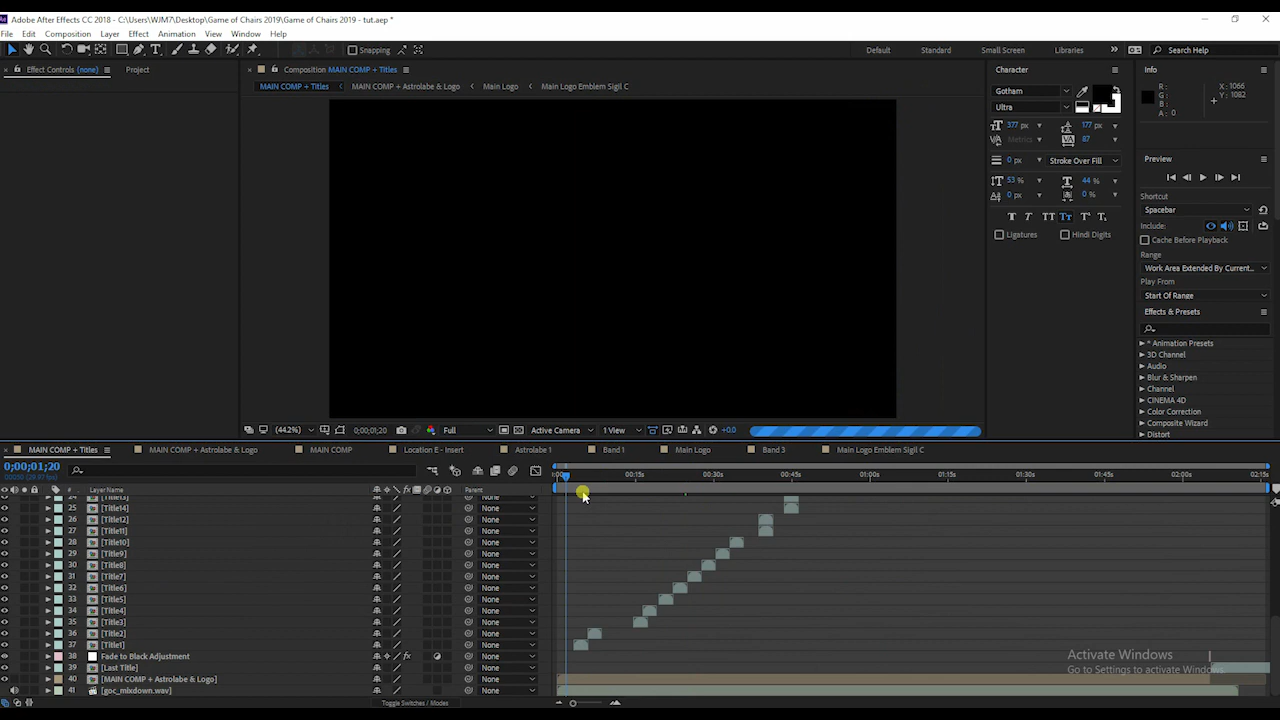 Adobe After Effects CC 2018 - C:\Users\WJM7\Desktop\Game of Chairs 2019\Game of Chairs 2019 - tut.aep *
File Edit Composition Layer Effect Animation View Window Help
Snapping Default Standard Small Screen Libraries Search Help
Effect Controls (none) Project
Composition MAIN COMP + Titles
Character
Info
MAIN COMP + Titles MAIN COMP + Astrolabe & Logo Main Logo Main Logo Emblem Sigil C
Gotham
Ultra
R:
G:
B:
A: 0
X: 1066
Y: 1082
377 px 177 px
Metrics 87
0 px Stroke Over Fill
53 % 44 %
0 px 0 %
Ligatures Hindi Digits
Preview
Shortcut
Spacebar
Include:
Cache Before Playback
Range
Work Area Extended By Current...
Play From
Start Of Range
Effects & Presets
* Animation Presets
3D Channel
Audio
Blur & Sharpen
Channel
CINEMA 4D
Color Correction
Composite Wizard
Distort
(44.2%) 0;00;01;20 Full Active Camera 1 View +0.0
MAIN COMP + Titles MAIN COMP + Astrolabe & Logo MAIN COMP Location E - Insert Astrolabe 1 Band 1 Main Logo Band 3 Main Logo Emblem Sigil C
0;00;01;20
00:15s 00:30s 00:45s 01:00s 01:15s 01:30s 01:45s 02:00s 02:15s
# Layer Name Parent
24 [Title13] None
25 [Title14] None
26 [Title12] None
27 [Title11] None
28 [Title10] None
29 [Title9] None
30 [Title8] None
31 [Title7] None
32 [Title6] None
33 [Title5] None
34 [Title4] None
35 [Title3] None
36 [Title2] None
37 [Title1] None
38 Fade to Black Adjustment None
39 [Last Title] None
40 [MAIN COMP + Astrolabe & Logo] None
41 [goc_mixdown.wav] None
Toggle Switches / Modes
Activate Windows
Go to Settings to activate Windows.